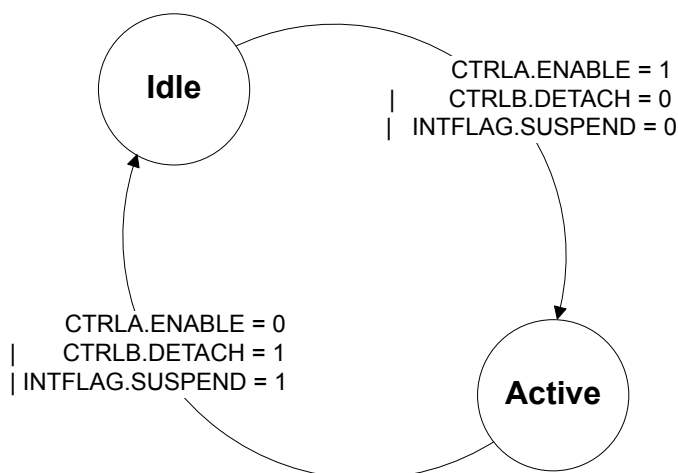 Idle
CTRLA.ENABLE = 1
| CTRLB.DETACH = 0
| INTFLAG.SUSPEND = 0
CTRLA.ENABLE = 0
| CTRLB.DETACH = 1
| INTFLAG.SUSPEND = 1
Active